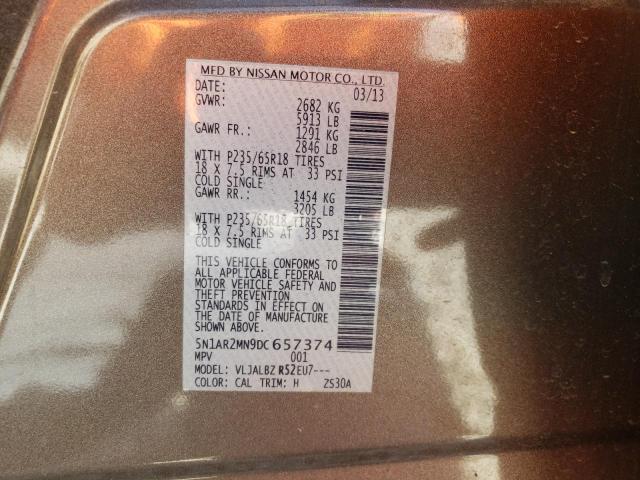 MFD BY NISSAN MOTOR CO., LTD.
DATE: 03/13
GVWR: 2682 KG
5913 LB
GAWR FR.: 1291 KG
2846 LB
WITH P235/65R18 TIRES
18 X 7.5 RIMS AT 33 PSI
COLD SINGLE
GAWR RR.: 1454 KG
3205 LB
WITH P235/65R18 TIRES
18 X 7.5 RIMS AT 33 PSI
COLD SINGLE
THIS VEHICLE CONFORMS TO
ALL APPLICABLE FEDERAL
MOTOR VEHICLE SAFETY AND
THEFT PREVENTION
STANDARDS IN EFFECT ON
THE DATE OF MANUFACTURE
SHOWN ABOVE.
5N1AR2MN9DC657374
MPV 001
MODEL: VLJALBZ R52EU7---
COLOR: CAL TRIM: H ZS30A